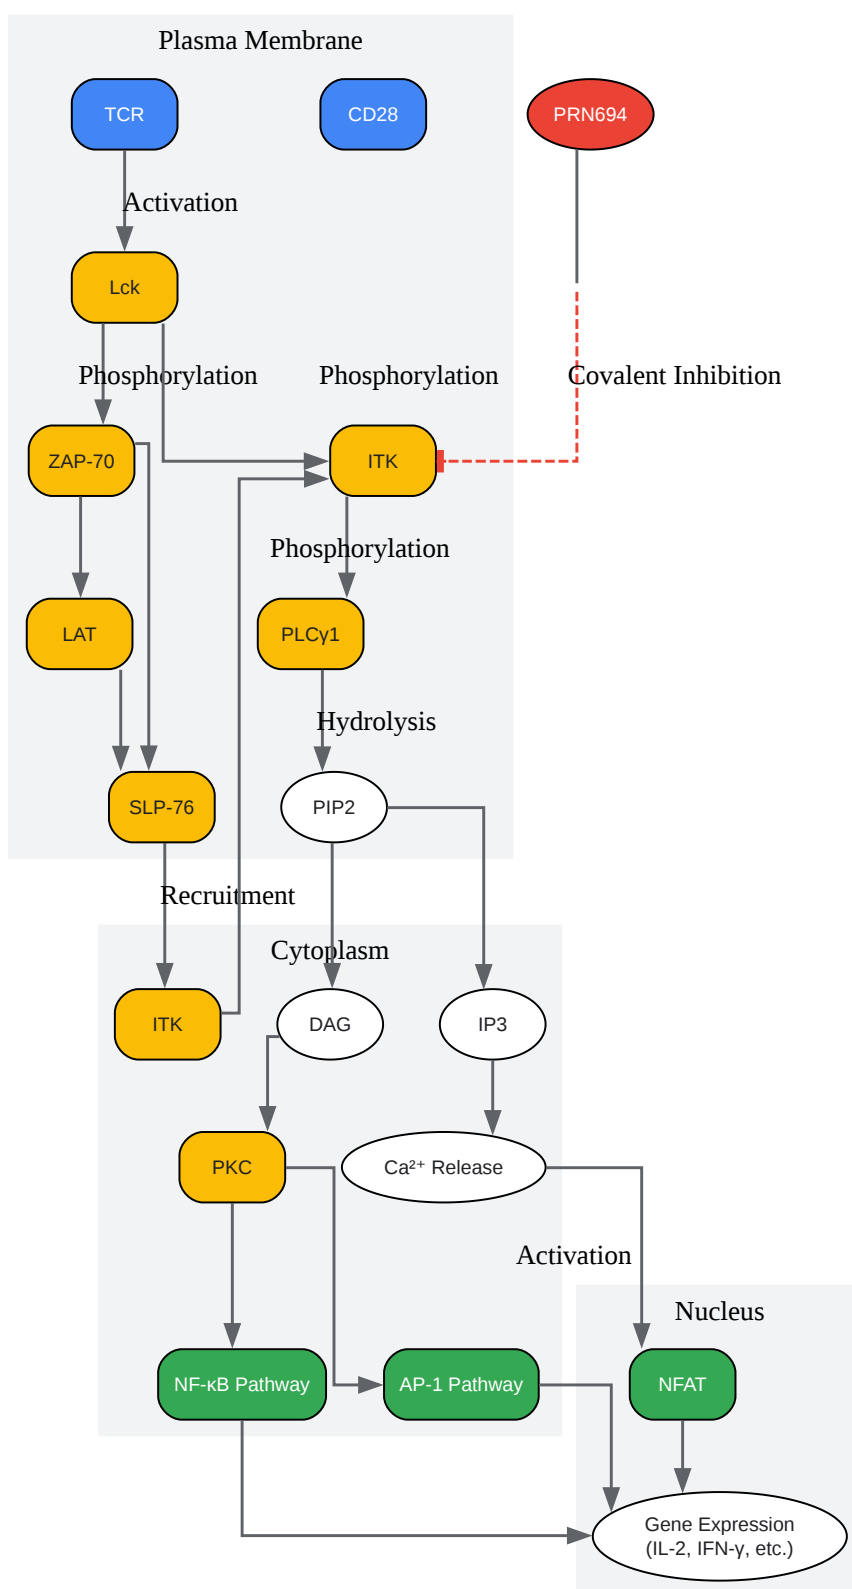 Plasma Membrane
TCR
CD28
PRN694
Activation
Lck
Phosphorylation
Phosphorylation
Covalent Inhibition
ZAP-70
ITK
Phosphorylation
LAT
PLCγ1
Hydrolysis
SLP-76
PIP2
Recruitment
Cytoplasm
ITK
DAG
IP3
PKC
Ca²⁺ Release
Activation
Nucleus
NF-κB Pathway
AP-1 Pathway
NFAT
Gene Expression
(IL-2, IFN-γ, etc.)